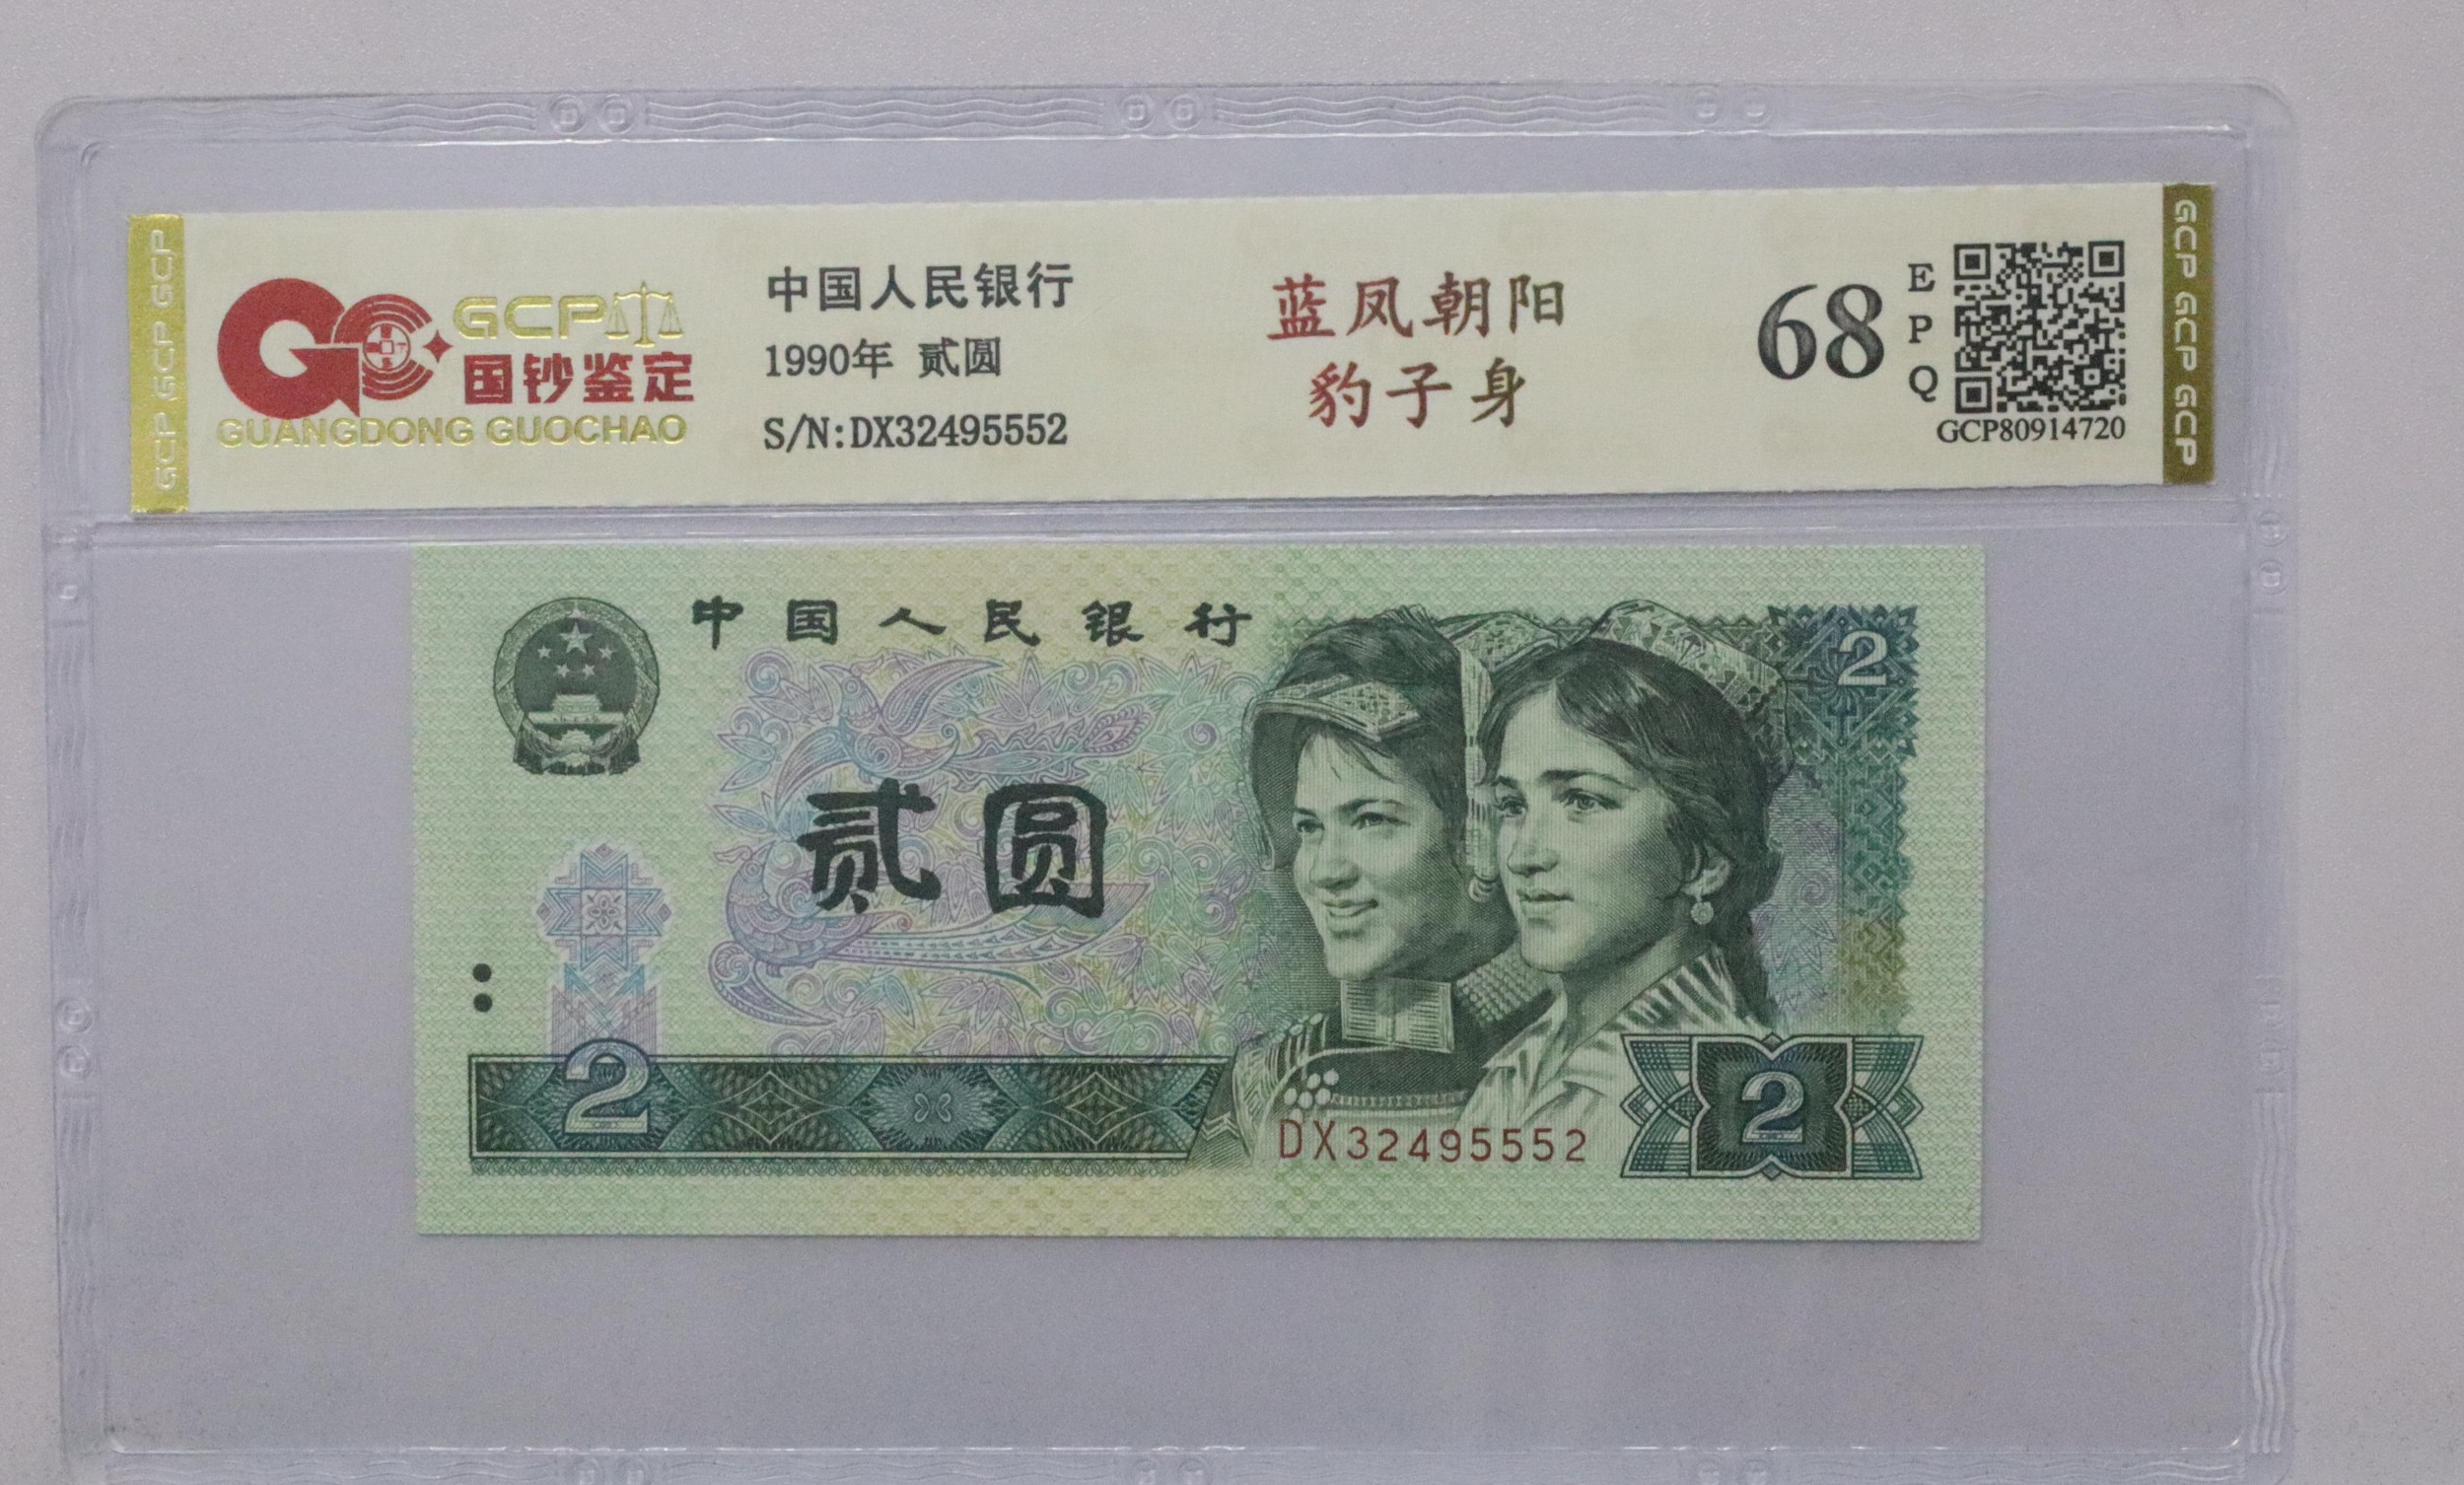 GCP GCP GCP
GCP
国钞鉴定
GUANGDONG GUOCHAO
中国人民银行
1990年 贰圆
S/N:DX32495552
蓝凤朝阳
豹子身
68
E
P
Q
GCP80914720
GCP GCP GCP
中国人民银行
2
贰圆
2
DX32495552
2